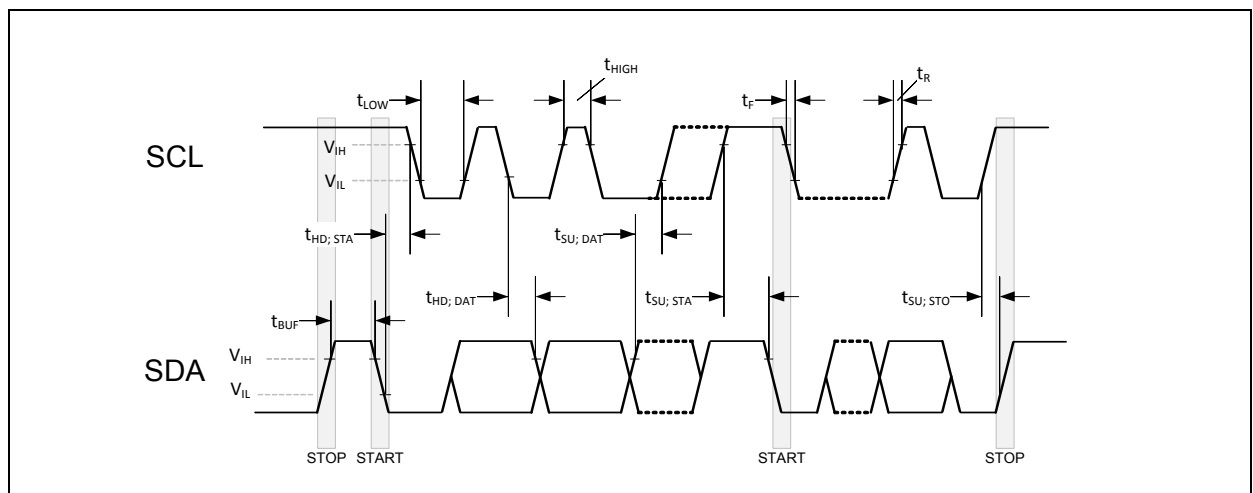 tHIGH
tR
tLOW
tF
SCL
VIH
VIL
tHD; STA
tSU; DAT
tHD; DAT
tSU; STA
tSU; STO
tBUF
VIH
SDA
VIL
STOP START START STOP